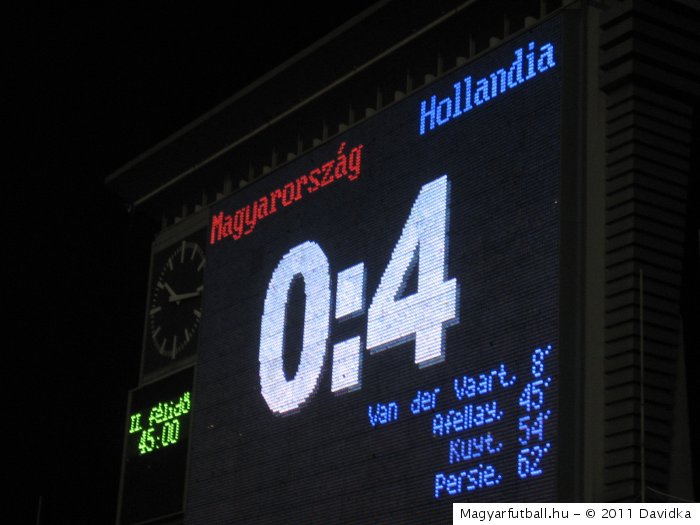 Hollandia
Magyarország
0:4
Van der Vaart, 8'
Afellay, 45'
Kuyt, 54'
Persie, 62'
II. félidő
45:00
Magyarfutball.hu – © 2011 Davidka